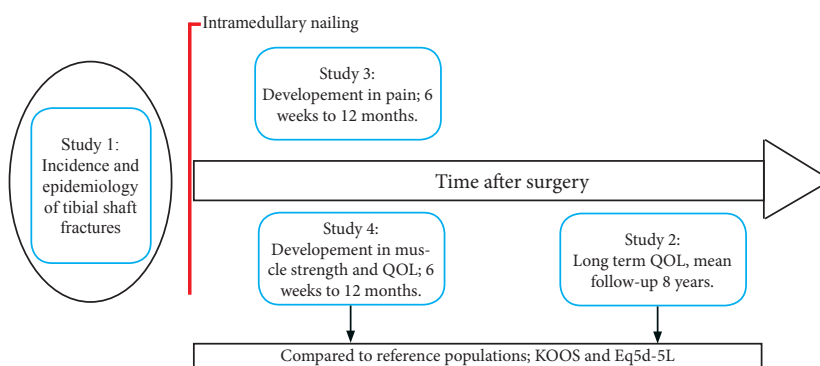 Intramedullary nailing
Study 1:
Incidence and
epidemiology
of tibial shaft
fractures
Study 3:
Developement in pain; 6
weeks to 12 months.
Time after surgery
Study 4:
Developement in mus-
cle strength and QOL; 6
weeks to 12 months.
Study 2:
Long term QOL, mean
follow-up 8 years.
Compared to reference populations; KOOS and Eq5d-5L